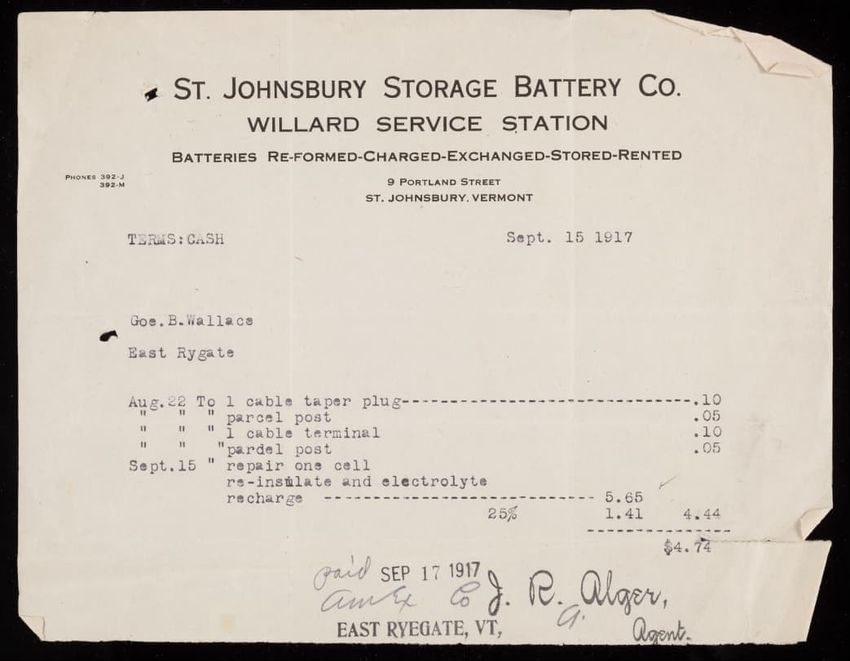 ST. JOHNSBURY STORAGE BATTERY CO.
WILLARD SERVICE STATION
BATTERIES RE-FORMED-CHARGED-EXCHANGED-STORED-RENTED
PHONES 392-J
392-M
9 PORTLAND STREET
ST. JOHNSBURY, VERMONT
TERMS:CASH Sept. 15 1917
Goe.B.Wallace
East Rygate
Aug.22 To 1 cable taper plug-----------------------------.10
" " " parcel post .05
" " " 1 cable terminal .10
" " "pardel post .05
Sept.15 " repair one cell
re-insulate and electrolyte
recharge --------------------------- 5.65
25% 1.41 4.44
--------------
$4.74
paid SEP 17 1917
Am Ex Co J. R. Alger,
EAST RYEGATE, VT, Agent.